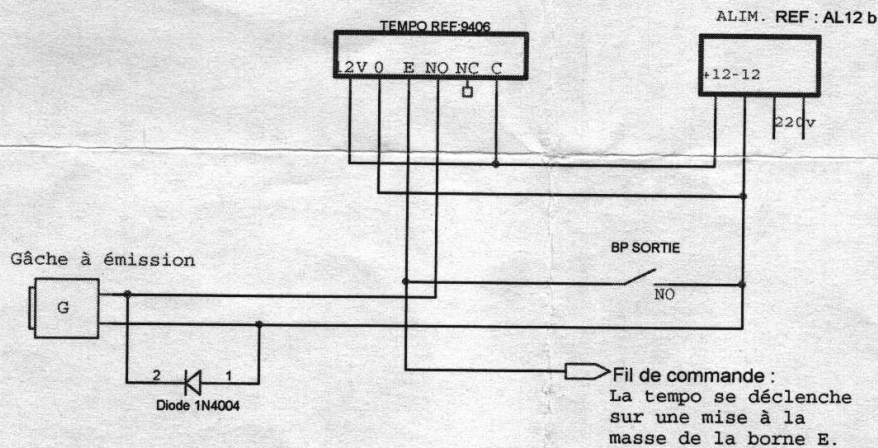 TEMPO REF:9406
ALIM. REF : AL12 b
12V 0 E NO NC C
+12-12
220v
Gâche à émission
BP SORTIE
G
NO
2 1
Diode 1N4004
Fil de commande :
La tempo se déclenche
sur une mise à la
masse de la borne E.